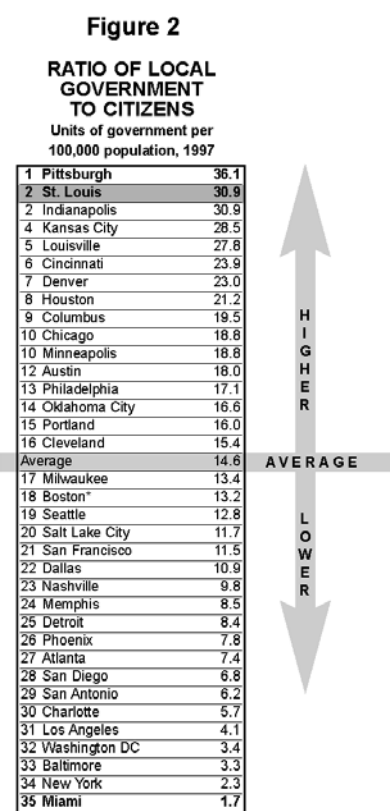 Figure 2
RATIO OF LOCAL
GOVERNMENT
TO CITIZENS
Units of government per
100,000 population, 1997
1 Pittsburgh 36.1
2 St. Louis 30.9
2 Indianapolis 30.9
4 Kansas City 28.5
5 Louisville 27.8
6 Cincinnati 23.9
7 Denver 23.0
8 Houston 21.2
9 Columbus 19.5
10 Chicago 18.8
10 Minneapolis 18.8
12 Austin 18.0
13 Philadelphia 17.1
14 Oklahoma City 16.6
15 Portland 16.0
16 Cleveland 15.4
Average 14.6
17 Milwaukee 13.4
18 Boston* 13.2
19 Seattle 12.8
20 Salt Lake City 11.7
21 San Francisco 11.5
22 Dallas 10.9
23 Nashville 9.8
24 Memphis 8.5
25 Detroit 8.4
26 Phoenix 7.8
27 Atlanta 7.4
28 San Diego 6.8
29 San Antonio 6.2
30 Charlotte 5.7
31 Los Angeles 4.1
32 Washington DC 3.4
33 Baltimore 3.3
34 New York 2.3
35 Miami 1.7
HIGHER
AVERAGE
LOWER